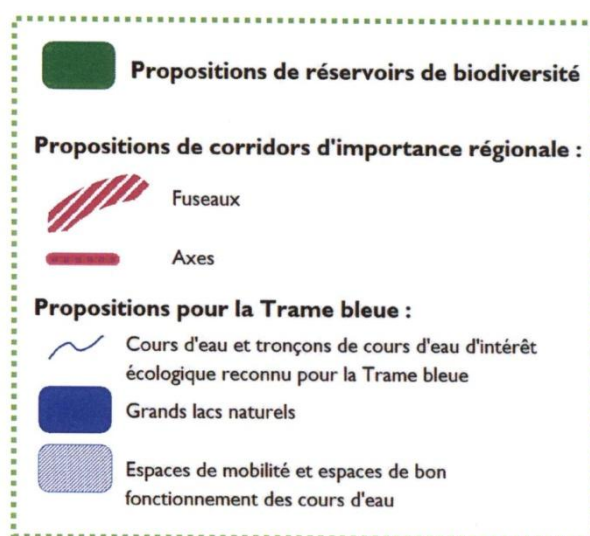 Propositions de réservoirs de biodiversité
Propositions de corridors d'importance régionale :
Fuseaux
Axes
Propositions pour la Trame bleue :
Cours d'eau et tronçons de cours d'eau d'intérêt
écologique reconnu pour la Trame bleue
Grands lacs naturels
Espaces de mobilité et espaces de bon
fonctionnement des cours d'eau